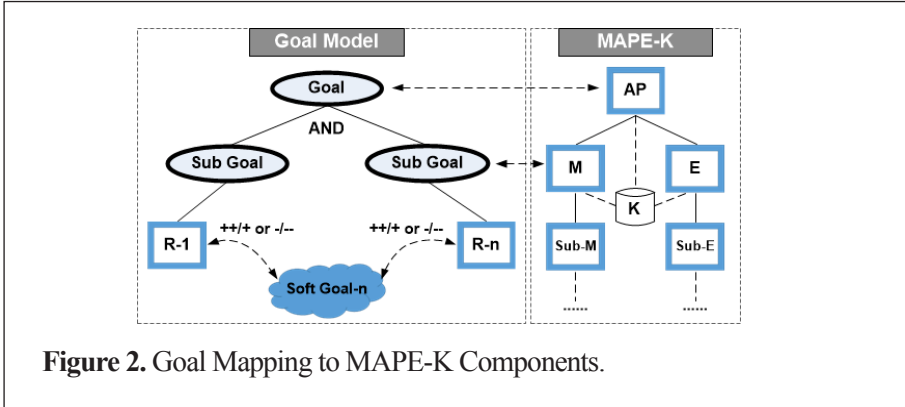 Goal Model
MAPE-K
Goal
AP
AND
Sub Goal
Sub Goal
M
E
K
++/+ or -/--
++/+ or -/--
R-1
R-n
Sub-M
Sub-E
Soft Goal-n
......
......
Figure 2. Goal Mapping to MAPE-K Components.